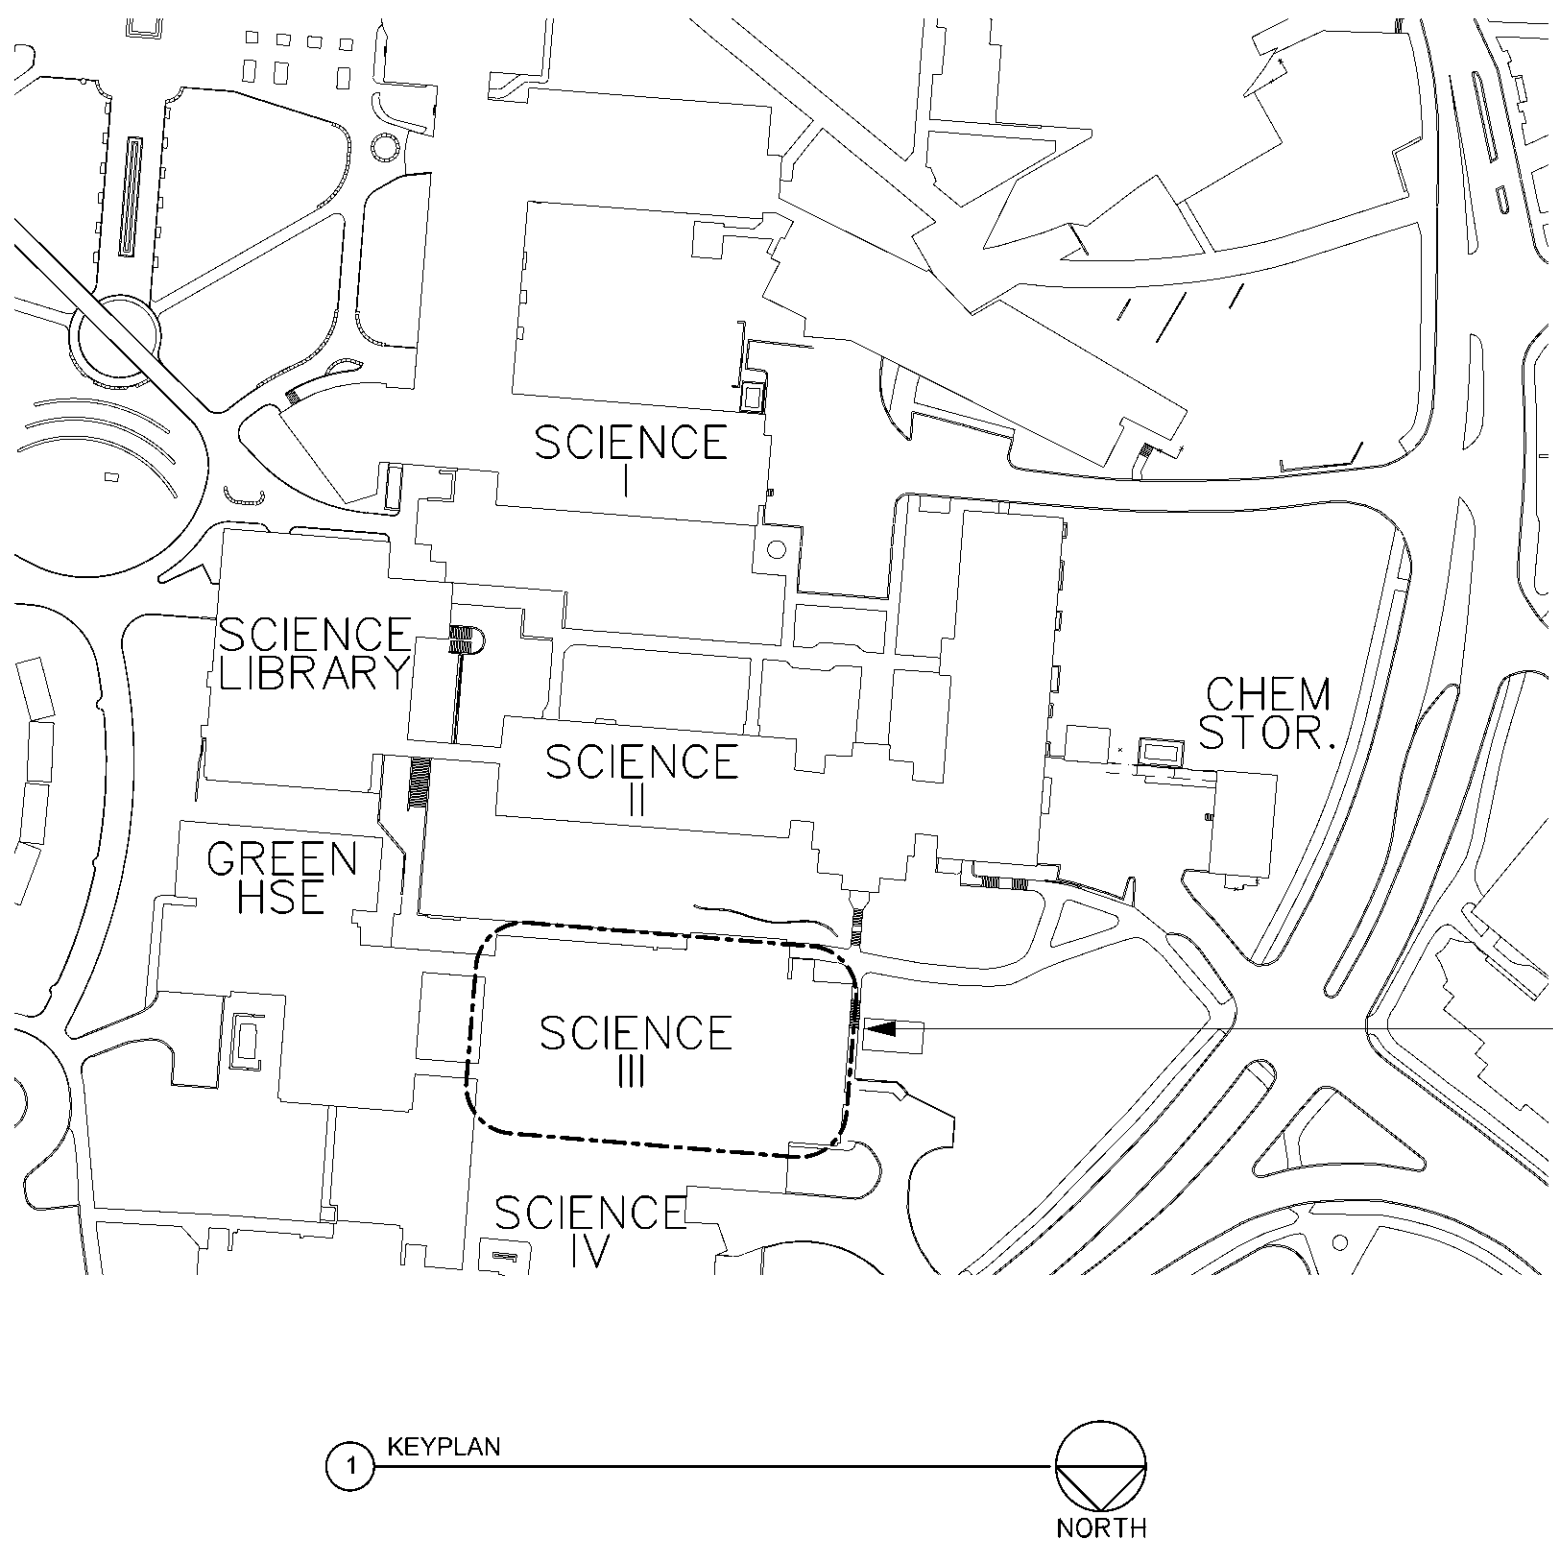 SCIENCE
I
SCIENCE
LIBRARY
CHEM
STOR.
SCIENCE
II
GREEN
HSE
SCIENCE
III
SCIENCE
IV
1
KEYPLAN
NORTH